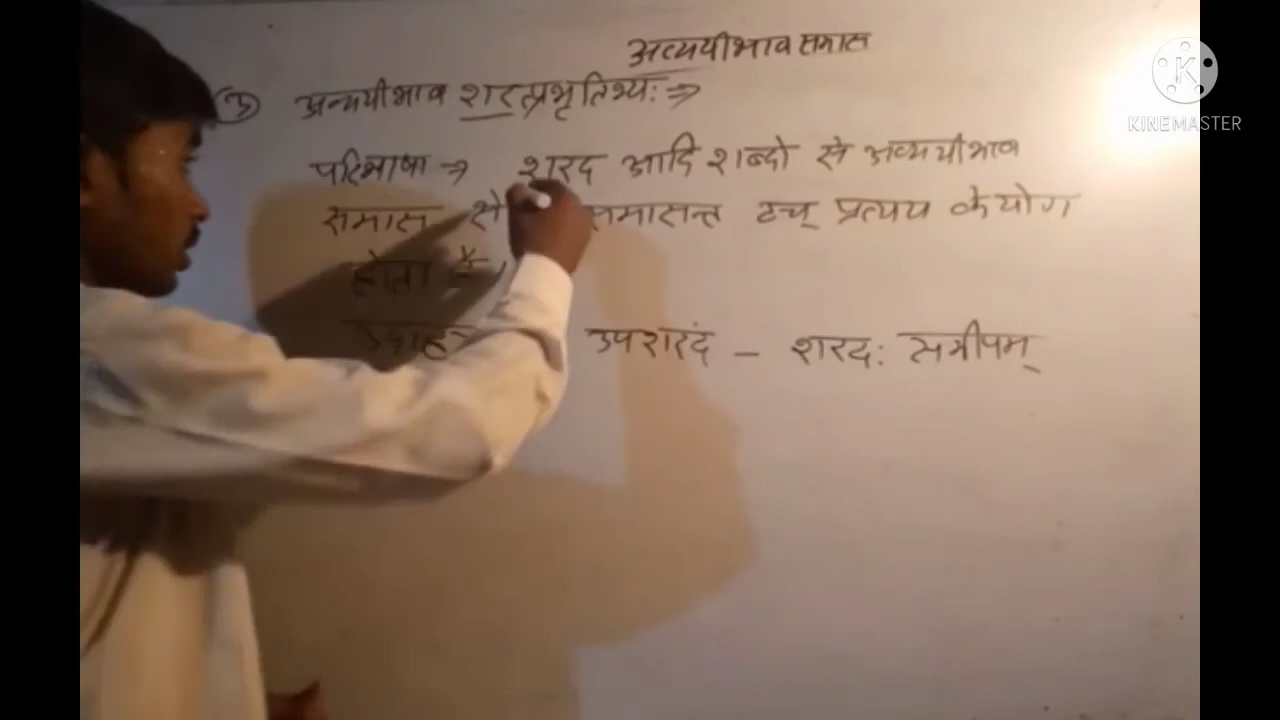 अव्ययीभाव समास
③ अव्ययीभाव शरत्प्रभृतिभ्यः ⇒
परिभाषा ⇒ शरद आदि शब्दो से अव्ययीभाव
समास से समासन्त टच् प्रत्यय के योग
होता है।
उपशरदं - शरदः समीपम्
KINEMASTER